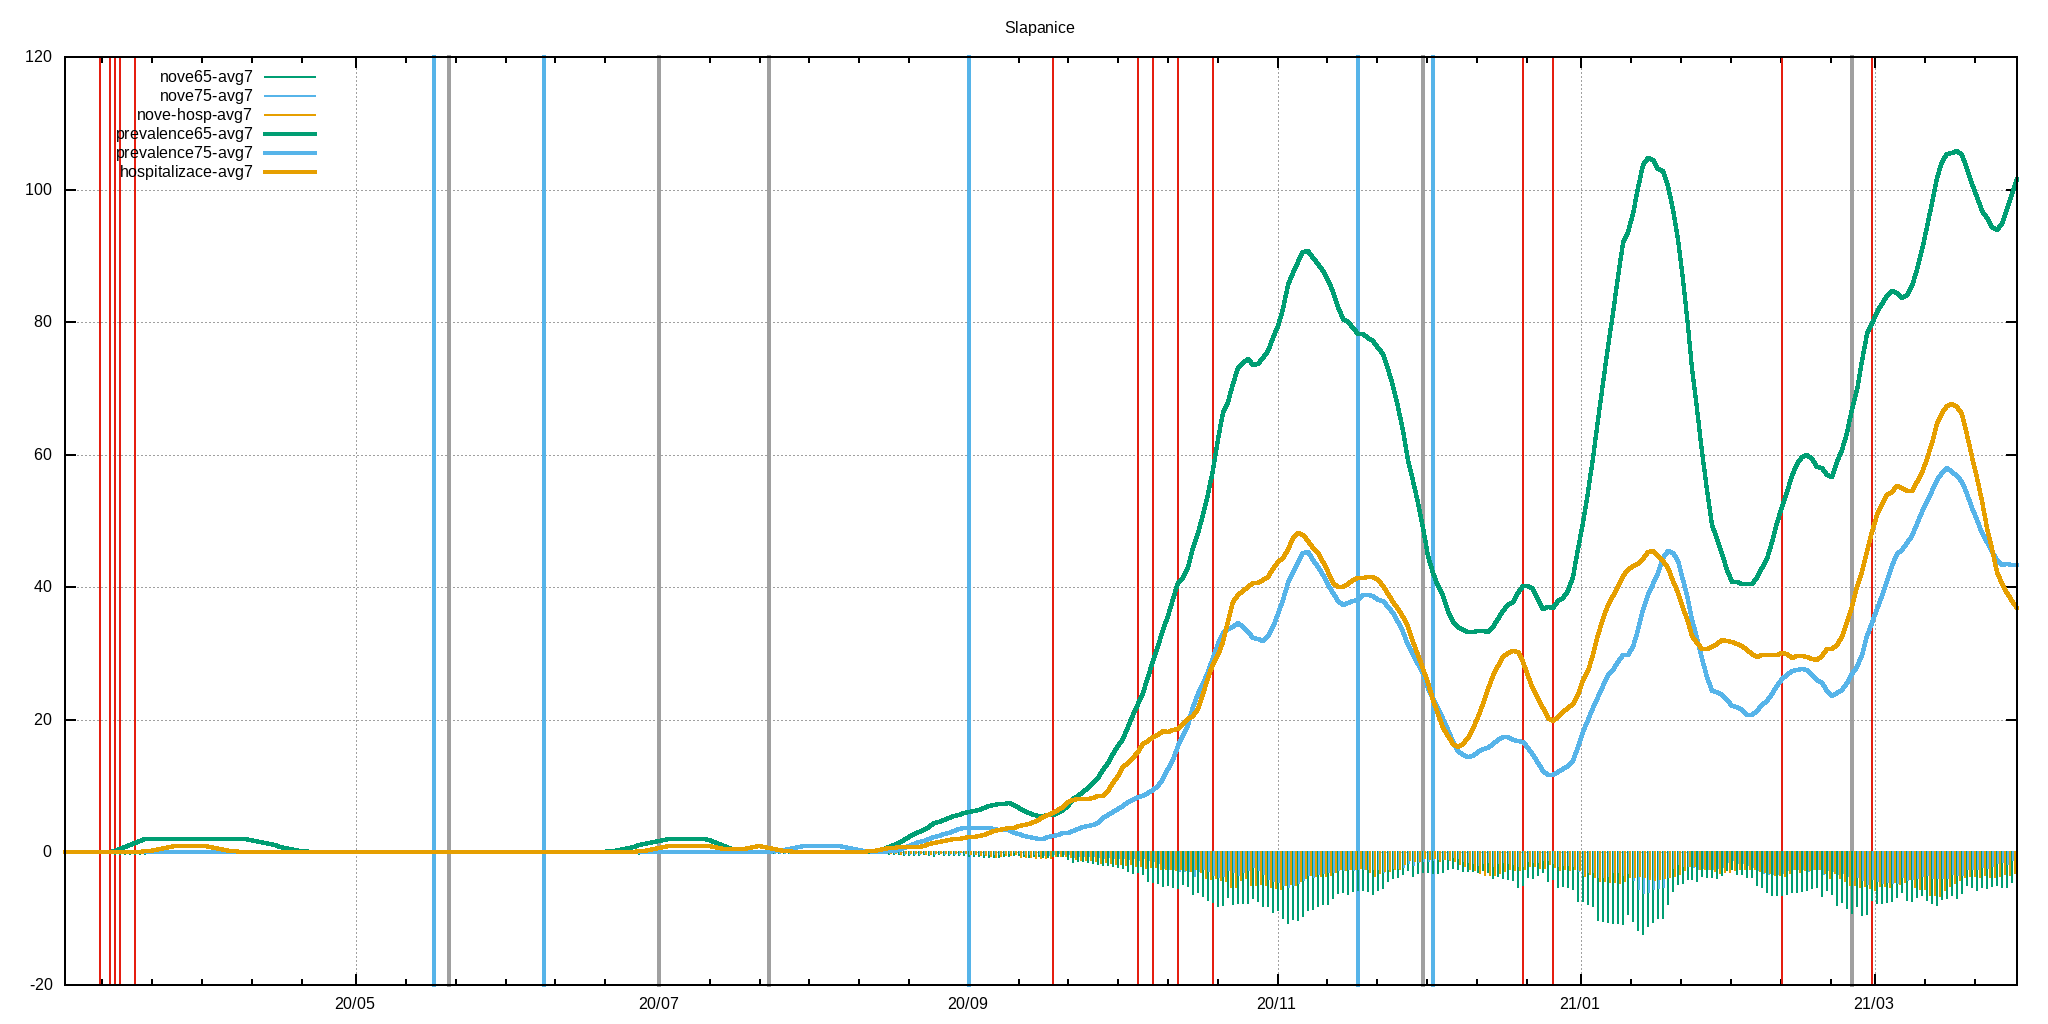 Slapanice
nove65-avg7
nove75-avg7
nove-hosp-avg7
prevalence65-avg7
prevalence75-avg7
hospitalizace-avg7
120
100
80
60
40
20
0
-20
20/05 20/07 20/09 20/11 21/01 21/03